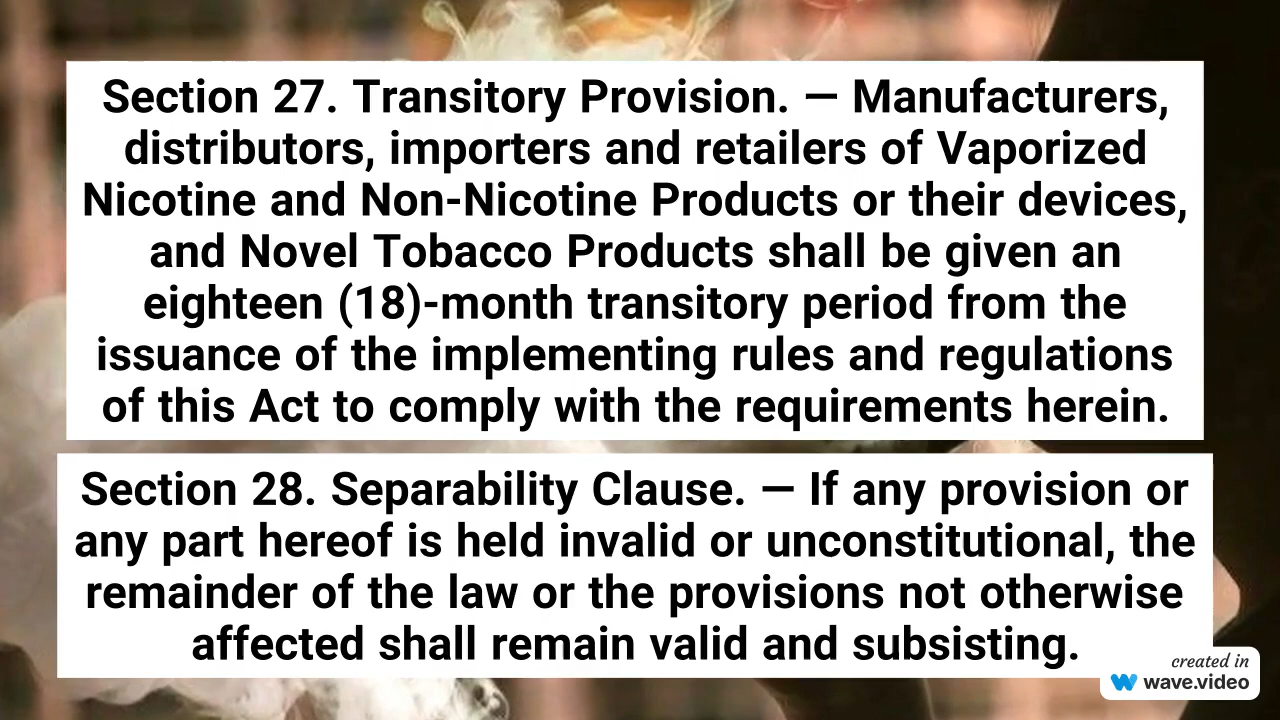 Section 27. Transitory Provision. — Manufacturers,
distributors, importers and retailers of Vaporized
Nicotine and Non-Nicotine Products or their devices,
and Novel Tobacco Products shall be given an
eighteen (18)-month transitory period from the
issuance of the implementing rules and regulations
of this Act to comply with the requirements herein.
Section 28. Separability Clause. — If any provision or
any part hereof is held invalid or unconstitutional, the
remainder of the law or the provisions not otherwise
affected shall remain valid and subsisting.
created in
wave.video